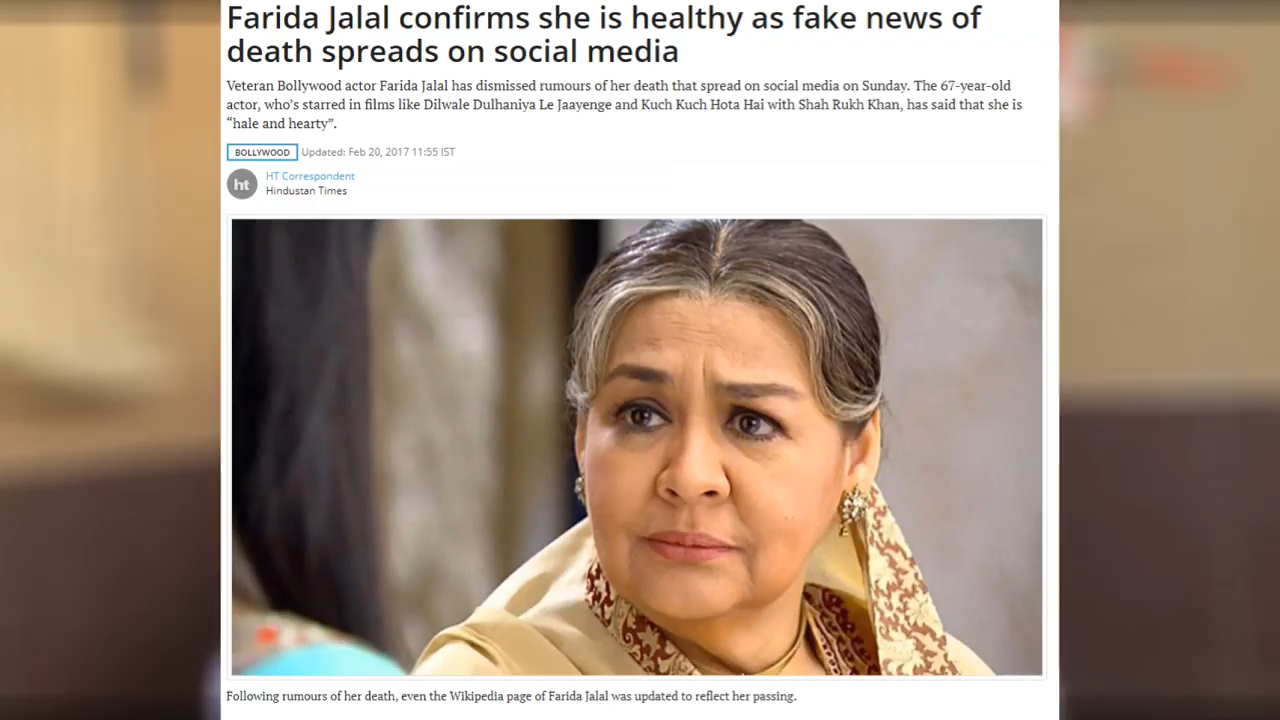 Farida Jalal confirms she is healthy as fake news of
death spreads on social media
Veteran Bollywood actor Farida Jalal has dismissed rumours of her death that spread on social media on Sunday. The 67-year-old
actor, who’s starred in films like Dilwale Dulhaniya Le Jaayenge and Kuch Kuch Hota Hai with Shah Rukh Khan, has said that she is
“hale and hearty”.
BOLLYWOOD Updated: Feb 20, 2017 11:55 IST
ht HT Correspondent
Hindustan Times
Following rumours of her death, even the Wikipedia page of Farida Jalal was updated to reflect her passing.